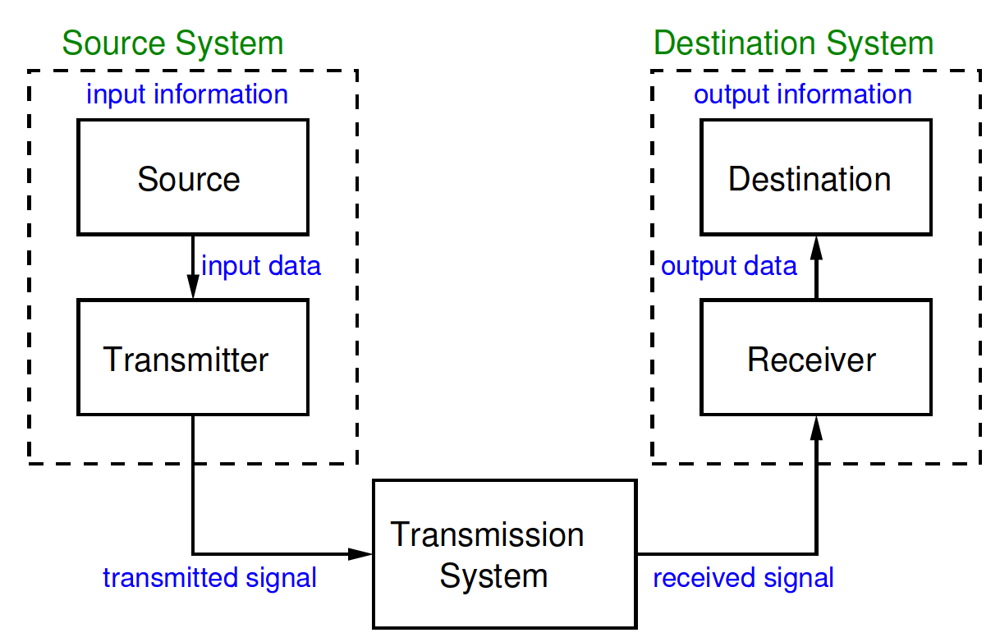 Source System
input information
Source
input data
Transmitter
transmitted signal
Transmission
System
received signal
Destination System
output information
Destination
output data
Receiver